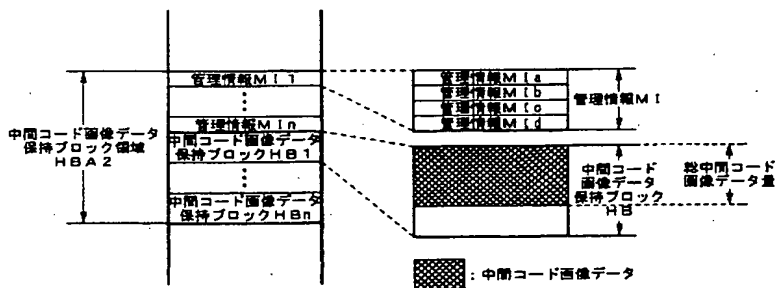 管理情報MI1
⋮
管理情報MIn
中間コード画像データ
保持ブロックHB1
⋮
中間コード画像データ
保持ブロックHBn
中間コード画像データ
保持ブロック領域
HBA2
管理情報MIa
管理情報MIb
管理情報MIc
管理情報MId
管理情報MI
中間コード
画像データ
保持ブロック
HB
総中間コード
画像データ量
:中間コード画像データ